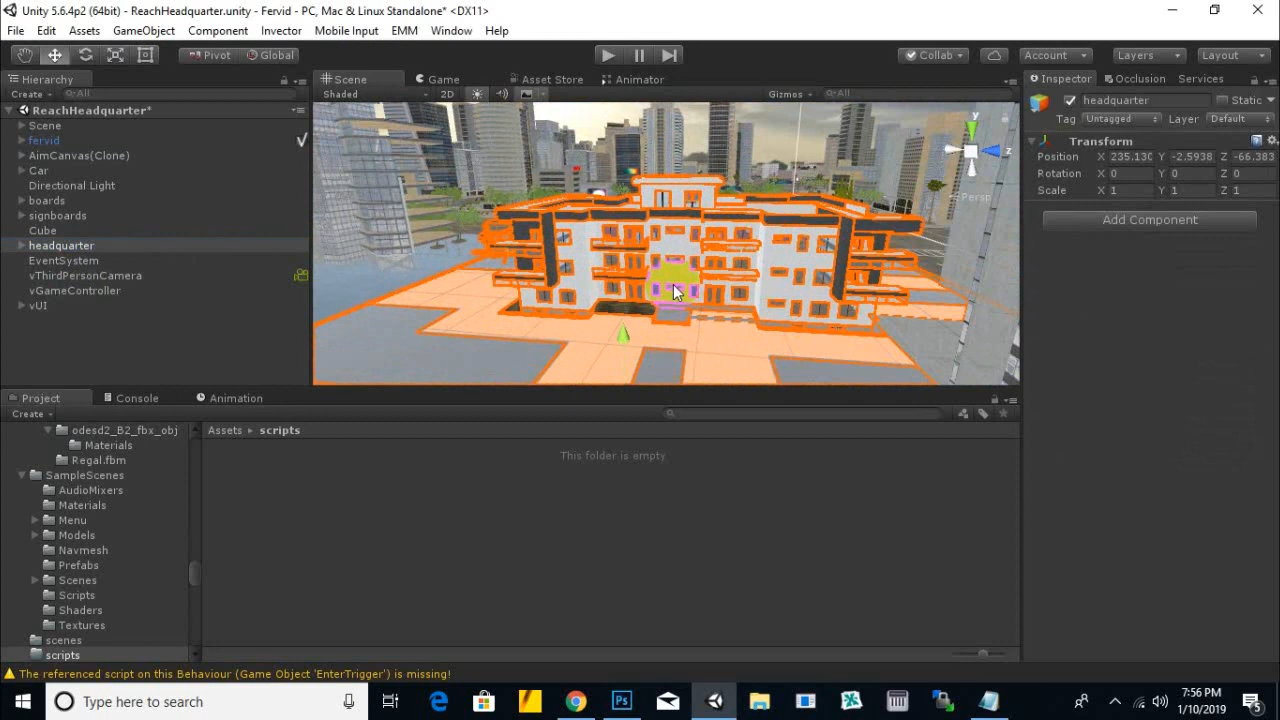 Unity 5.6.4p2 (64bit) - ReachHeadquarter.unity - Fervid - PC, Mac & Linux Standalone* <DX11>
File Edit Assets GameObject Component Invector Mobile Input EMM Window Help
Pivot Global Collab Account Layers Layout
Hierarchy
Create All
ReachHeadquarter*
Scene
fervid
AimCanvas(Clone)
Car
Directional Light
boards
signboards
Cube
headquarter
EventSystem
vThirdPersonCamera
vGameController
vUI
Scene Game Asset Store Animator
Shaded 2D Gizmos All
y
z
Persp
Inspector Occlusion Services
headquarter Static
Tag Untagged Layer Default
Transform
Position X 235.130 Y -2.5938 Z -66.383
Rotation X 0 Y 0 Z 0
Scale X 1 Y 1 Z 1
Add Component
Project Console Animation
Create
odesd2_B2_fbx_obj
Materials
Regal.fbm
SampleScenes
AudioMixers
Materials
Menu
Models
Navmesh
Prefabs
Scenes
Scripts
Shaders
Textures
scenes
scripts
Assets scripts
This folder is empty
The referenced script on this Behaviour (Game Object 'EnterTrigger') is missing!
Type here to search
7:56 PM
1/10/2019
5